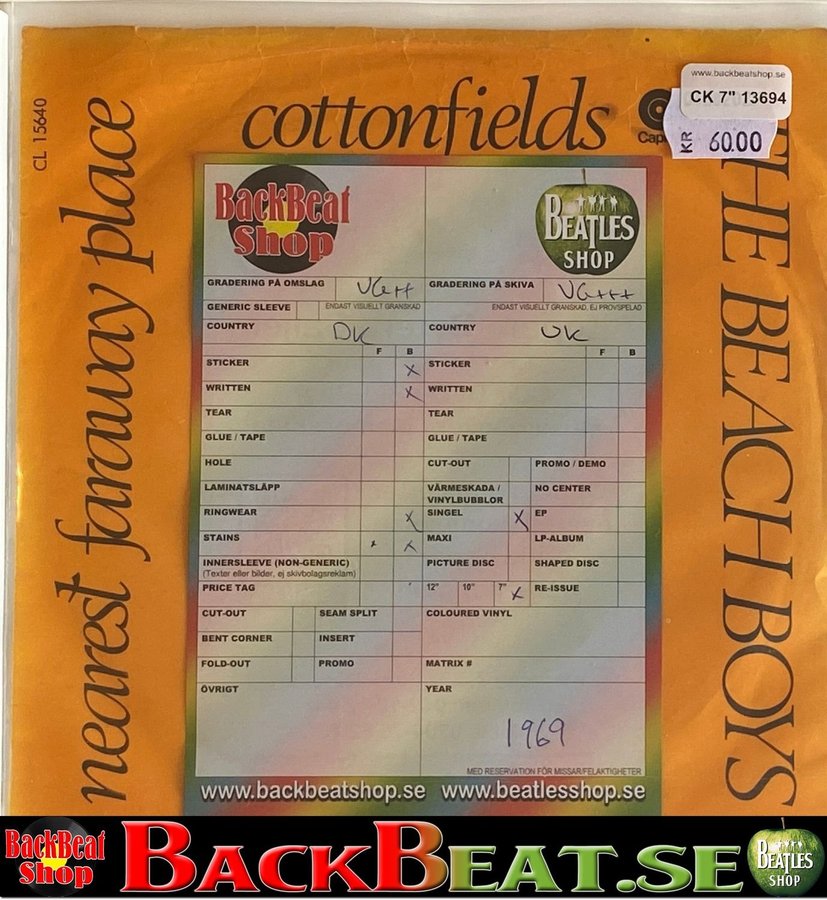 www.backbeatshop.se
CK 7" 13694
KR 60.00
CL 15640
cottonfields
nearest faraway place
THE BEACH BOYS
BackBeat Shop
BEATLES SHOP
GRADERING PÅ OMSLAG VG++ GRADERING PÅ SKIVA VG+++
GENERIC SLEEVE ENDAST VISUELLT GRANSKAD ENDAST VISUELLT GRANSKAD, EJ PROVSPELAD
COUNTRY DK COUNTRY UK
F B F B
STICKER X STICKER
WRITTEN X WRITTEN
TEAR TEAR
GLUE / TAPE GLUE / TAPE
HOLE CUT-OUT PROMO / DEMO
LAMINATSLÄPP VÄRMESKADA / VINYLBUBBLOR NO CENTER
RINGWEAR X SINGEL X EP
STAINS x X MAXI LP-ALBUM
INNERSLEEVE (NON-GENERIC) PICTURE DISC SHAPED DISC
(Texter eller bilder, ej skivbolagsreklam)
PRICE TAG 12" 10" 7" X RE-ISSUE
CUT-OUT SEAM SPLIT COLOURED VINYL
BENT CORNER INSERT
FOLD-OUT PROMO MATRIX #
ÖVRIGT YEAR
1969
MED RESERVATION FÖR MISSAR/FELAKTIGHETER
www.backbeatshop.se www.beatlesshop.se
BackBeat Shop BACKBEAT.SE BEATLES SHOP